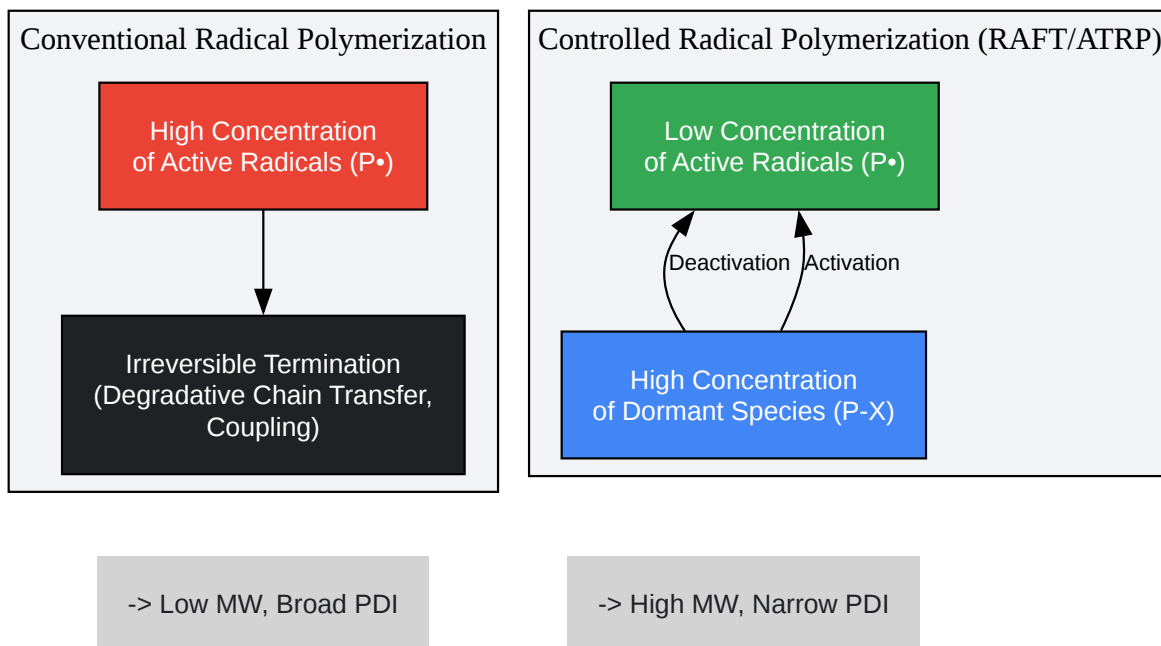 Conventional Radical Polymerization
High Concentration
of Active Radicals (P•)
Irreversible Termination
(Degradative Chain Transfer,
Coupling)
-> Low MW, Broad PDI
Controlled Radical Polymerization (RAFT/ATRP)
Low Concentration
of Active Radicals (P•)
Deactivation
Activation
High Concentration
of Dormant Species (P-X)
-> High MW, Narrow PDI